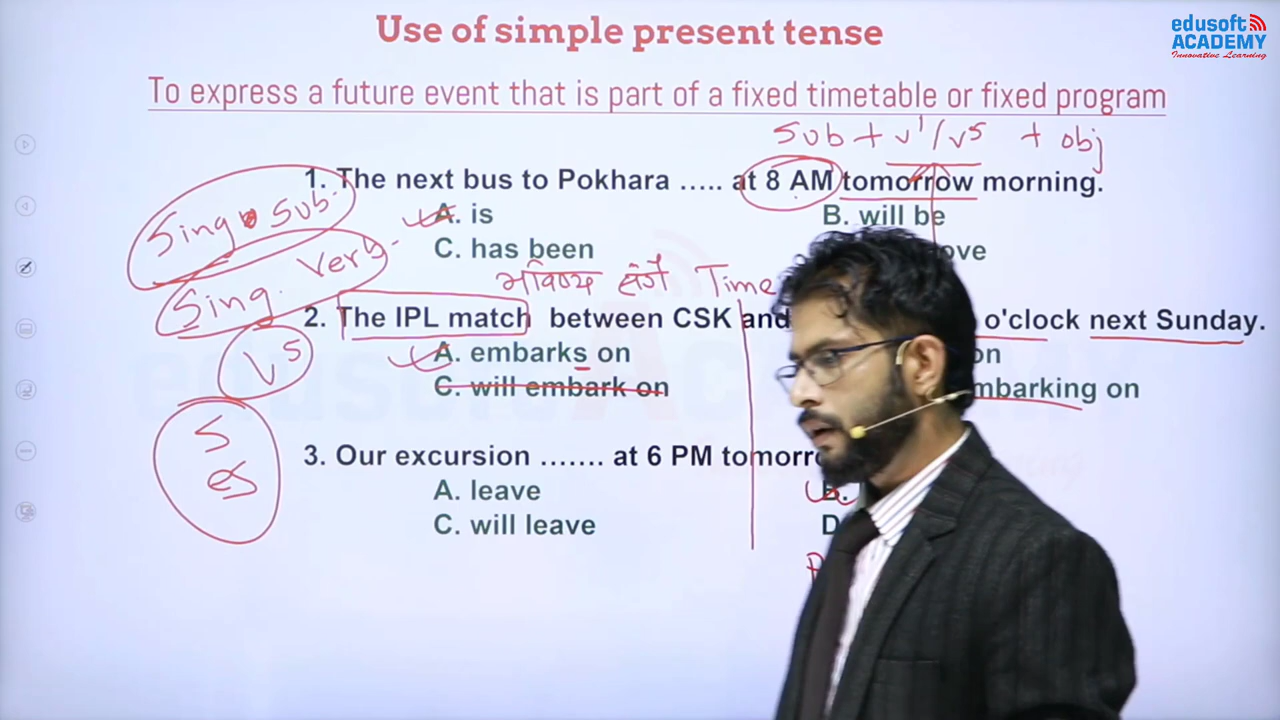 Use of simple present tense
edusoft
ACADEMY
Innovative Learning
To express a future event that is part of a fixed timetable or fixed program
Sub + V1/V5 + obj
1. The next bus to Pokhara ..... at 8 AM tomorrow morning.
A. is
B. will be
C. has been
Sing. Sub.
Sing. Verb.
भविष्य Time
2. The IPL match between CSK and o'clock next Sunday.
A. embarks on
on
C. will embark on
embarking on
V5
S
es
3. Our excursion ....... at 6 PM
A. leave
B.
C. will leave
D